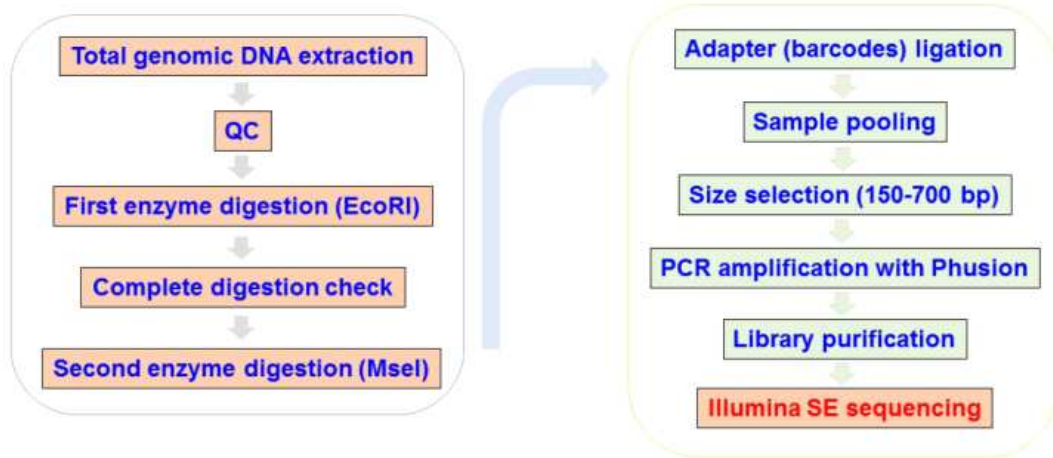 Total genomic DNA extraction
QC
First enzyme digestion (EcoRI)
Complete digestion check
Second enzyme digestion (MseI)
Adapter (barcodes) ligation
Sample pooling
Size selection (150-700 bp)
PCR amplification with Phusion
Library purification
Illumina SE sequencing